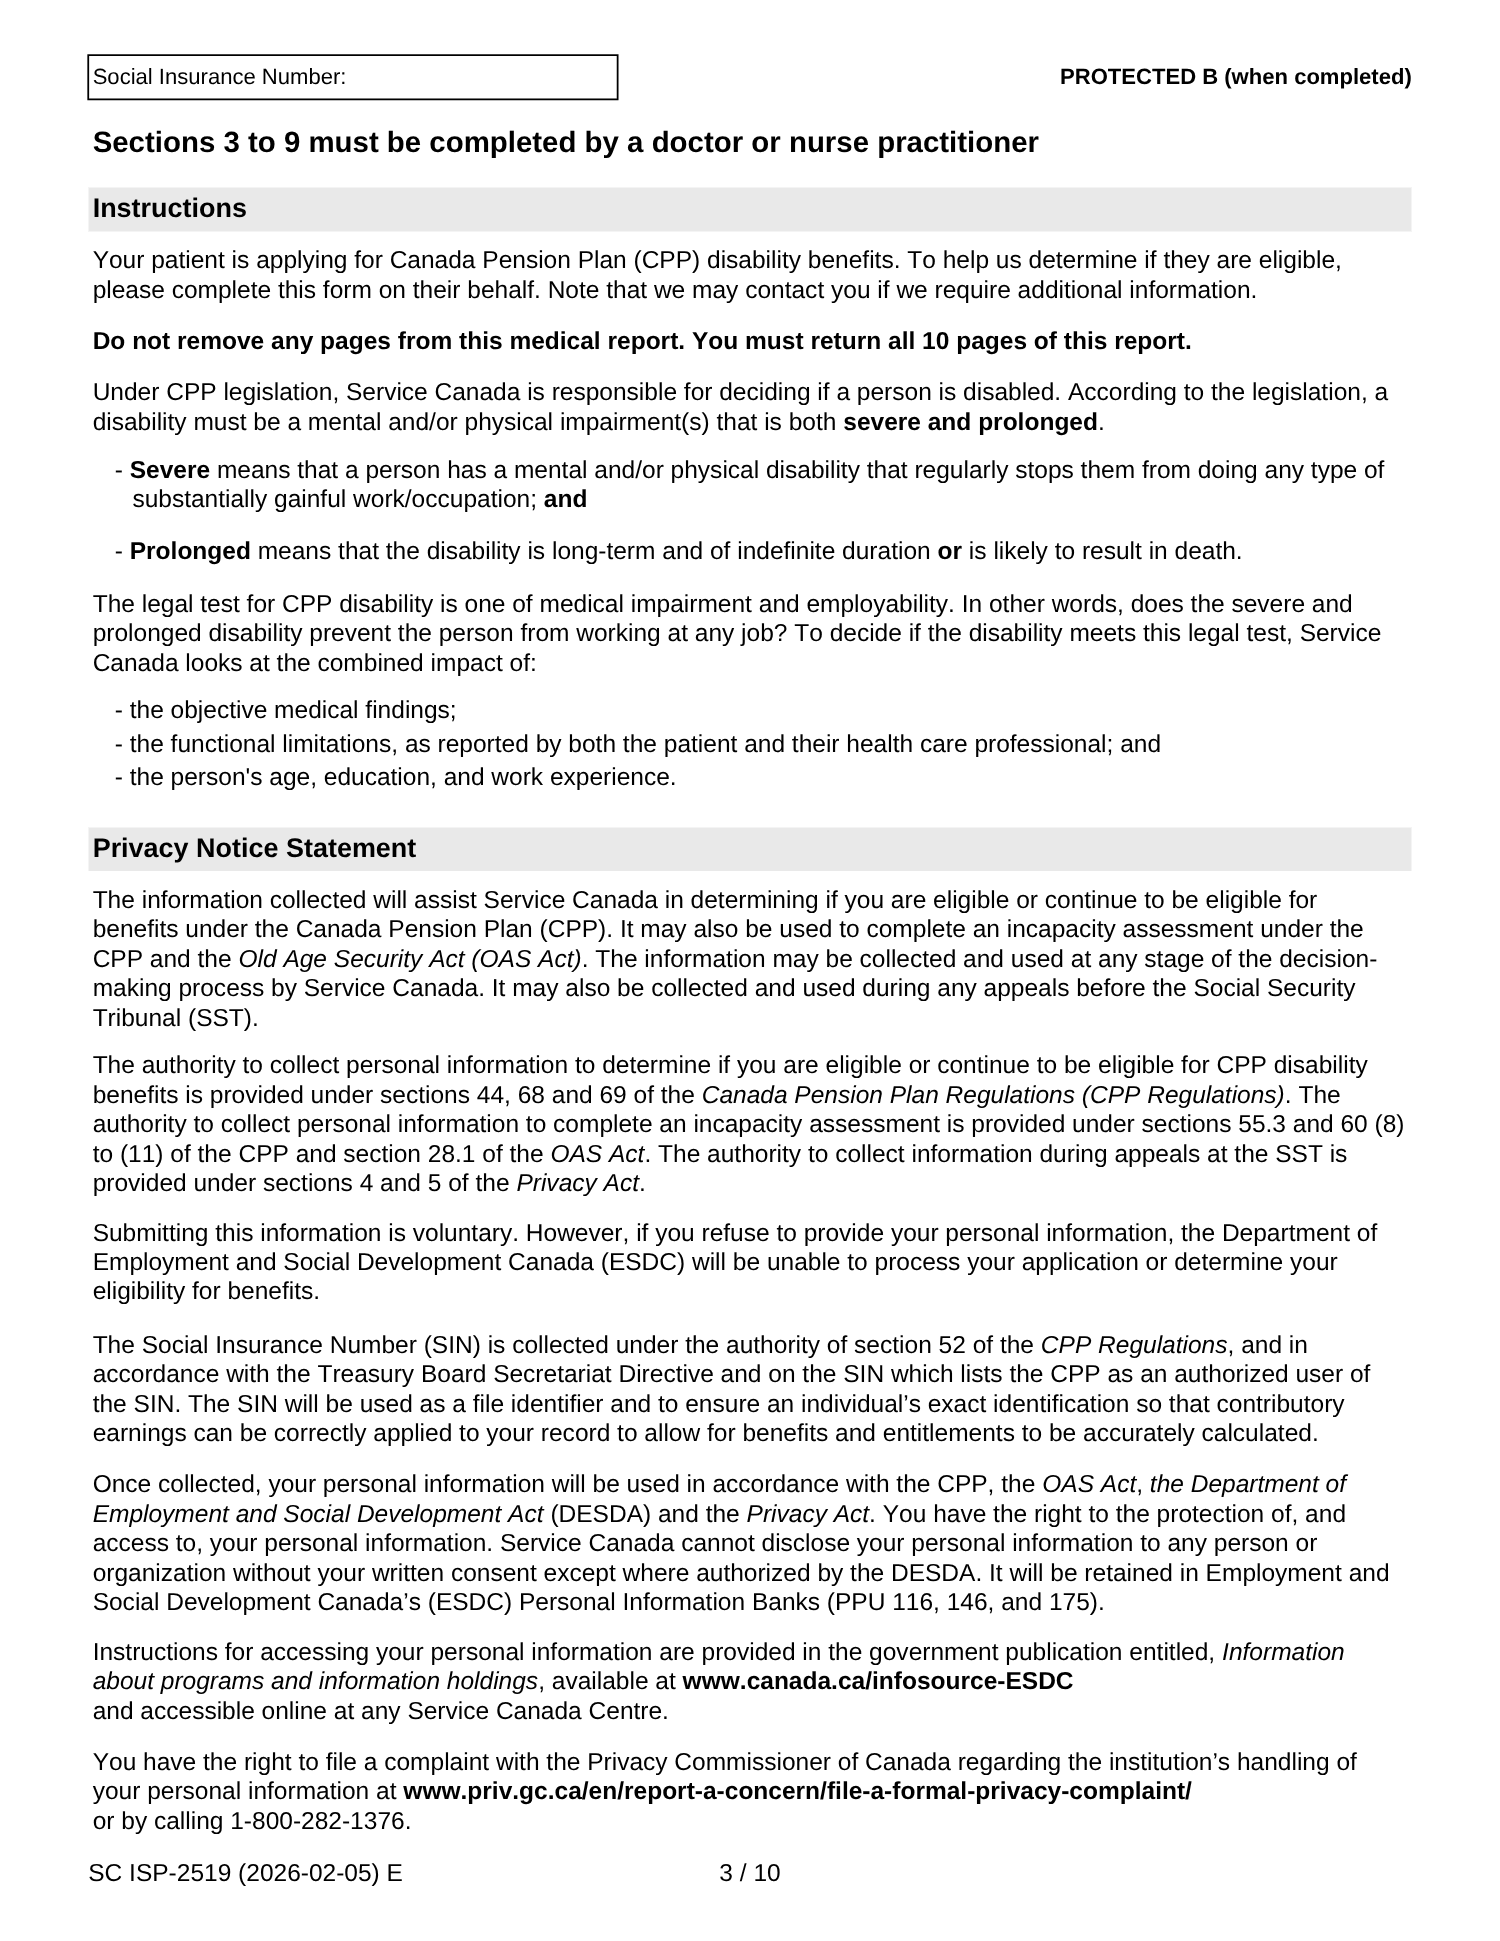 Social Insurance Number:
PROTECTED B (when completed)
Sections 3 to 9 must be completed by a doctor or nurse practitioner
Instructions
Your patient is applying for Canada Pension Plan (CPP) disability benefits. To help us determine if they are eligible,
please complete this form on their behalf. Note that we may contact you if we require additional information.
Do not remove any pages from this medical report. You must return all 10 pages of this report.
Under CPP legislation, Service Canada is responsible for deciding if a person is disabled. According to the legislation, a
disability must be a mental and/or physical impairment(s) that is both severe and prolonged.
- Severe means that a person has a mental and/or physical disability that regularly stops them from doing any type of
substantially gainful work/occupation; and
- Prolonged means that the disability is long-term and of indefinite duration or is likely to result in death.
The legal test for CPP disability is one of medical impairment and employability. In other words, does the severe and
prolonged disability prevent the person from working at any job? To decide if the disability meets this legal test, Service
Canada looks at the combined impact of:
- the objective medical findings;
- the functional limitations, as reported by both the patient and their health care professional; and
- the person's age, education, and work experience.
Privacy Notice Statement
The information collected will assist Service Canada in determining if you are eligible or continue to be eligible for
benefits under the Canada Pension Plan (CPP). It may also be used to complete an incapacity assessment under the
CPP and the Old Age Security Act (OAS Act). The information may be collected and used at any stage of the decision-
making process by Service Canada. It may also be collected and used during any appeals before the Social Security
Tribunal (SST).
The authority to collect personal information to determine if you are eligible or continue to be eligible for CPP disability
benefits is provided under sections 44, 68 and 69 of the Canada Pension Plan Regulations (CPP Regulations). The
authority to collect personal information to complete an incapacity assessment is provided under sections 55.3 and 60 (8)
to (11) of the CPP and section 28.1 of the OAS Act. The authority to collect information during appeals at the SST is
provided under sections 4 and 5 of the Privacy Act.
Submitting this information is voluntary. However, if you refuse to provide your personal information, the Department of
Employment and Social Development Canada (ESDC) will be unable to process your application or determine your
eligibility for benefits.
The Social Insurance Number (SIN) is collected under the authority of section 52 of the CPP Regulations, and in
accordance with the Treasury Board Secretariat Directive and on the SIN which lists the CPP as an authorized user of
the SIN. The SIN will be used as a file identifier and to ensure an individual’s exact identification so that contributory
earnings can be correctly applied to your record to allow for benefits and entitlements to be accurately calculated.
Once collected, your personal information will be used in accordance with the CPP, the OAS Act, the Department of
Employment and Social Development Act (DESDA) and the Privacy Act. You have the right to the protection of, and
access to, your personal information. Service Canada cannot disclose your personal information to any person or
organization without your written consent except where authorized by the DESDA. It will be retained in Employment and
Social Development Canada’s (ESDC) Personal Information Banks (PPU 116, 146, and 175).
Instructions for accessing your personal information are provided in the government publication entitled, Information
about programs and information holdings, available at www.canada.ca/infosource-ESDC
and accessible online at any Service Canada Centre.
You have the right to file a complaint with the Privacy Commissioner of Canada regarding the institution’s handling of
your personal information at www.priv.gc.ca/en/report-a-concern/file-a-formal-privacy-complaint/
or by calling 1-800-282-1376.
SC ISP-2519 (2026-02-05) E
3 / 10